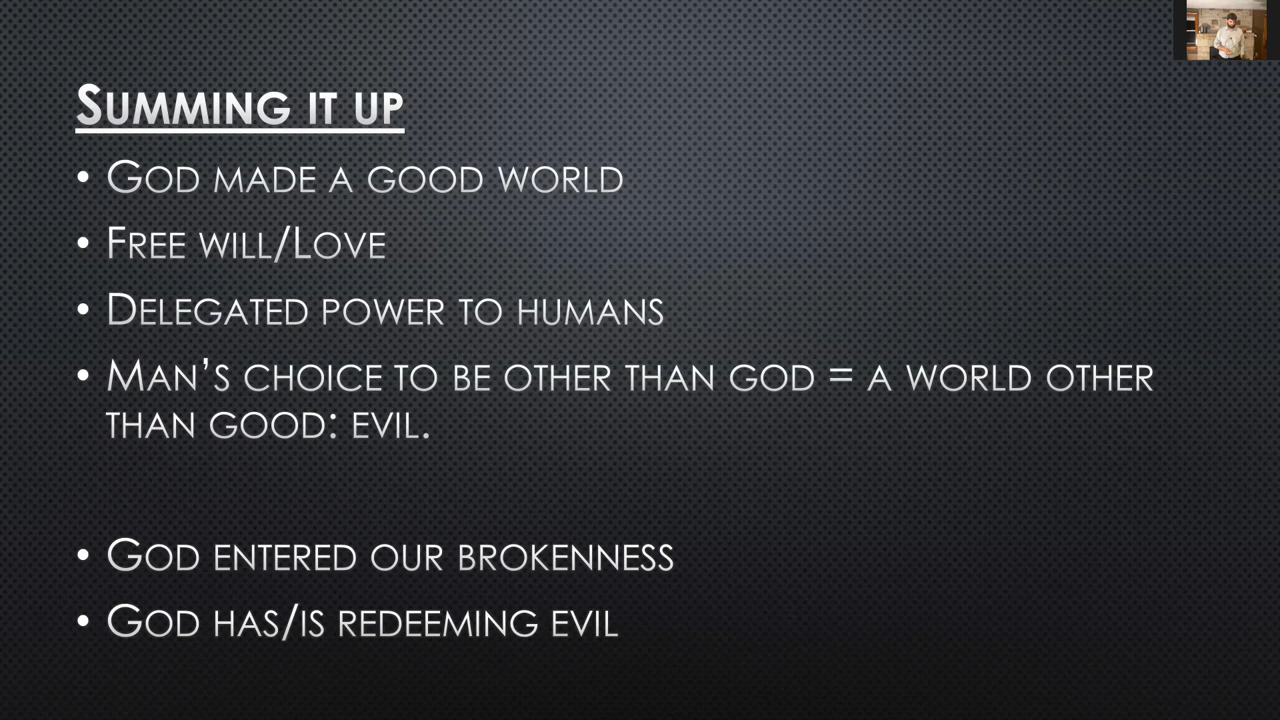 Summing it up
• God made a good world
• Free will/Love
• Delegated power to humans
• Man’s choice to be other than god = a world other
than good: evil.
• God entered our brokenness
• God has/is redeeming evil